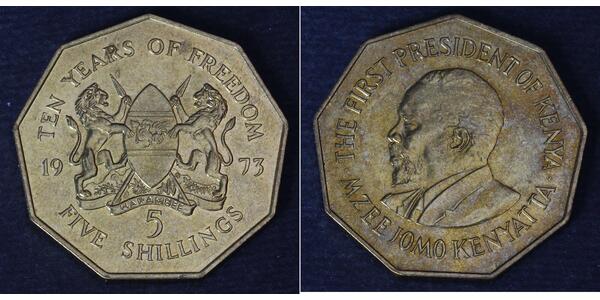 TEN YEARS OF FREEDOM
19 73
HARAMBEE
5
FIVE SHILLINGS
· THE FIRST PRESIDENT OF KENYA ·
MZEE JOMO KENYATTA